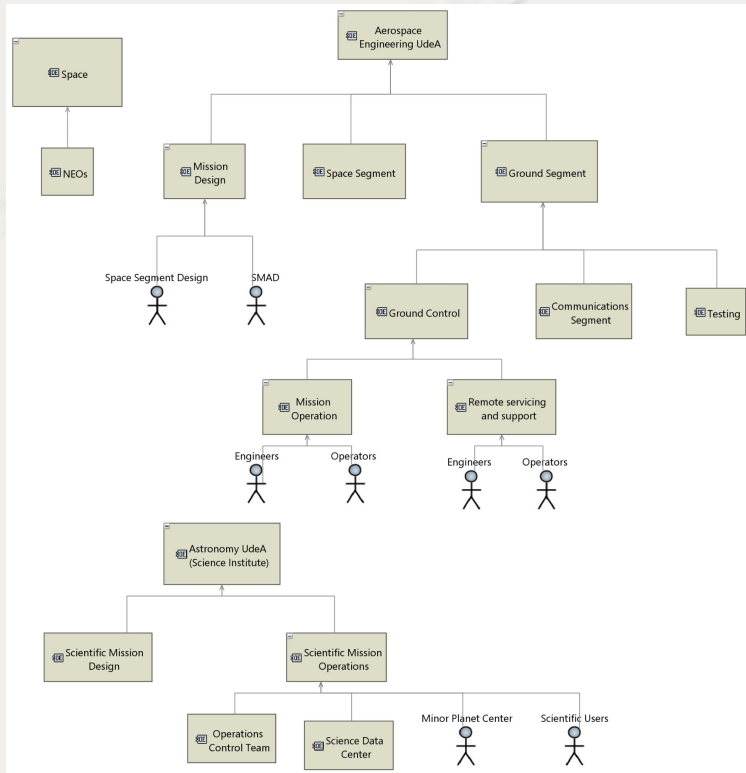 Aerospace
Engineering UdeA
Space
NEOs
Mission
Design
Space Segment
Ground Segment
Space Segment Design
SMAD
Ground Control
Communications
Segment
Testing
Mission
Operation
Remote servicing
and support
Engineers
Operators
Engineers
Operators
Astronomy UdeA
(Science Institute)
Scientific Mission
Design
Scientific Mission
Operations
Operations
Control Team
Science Data
Center
Minor Planet Center
Scientific Users